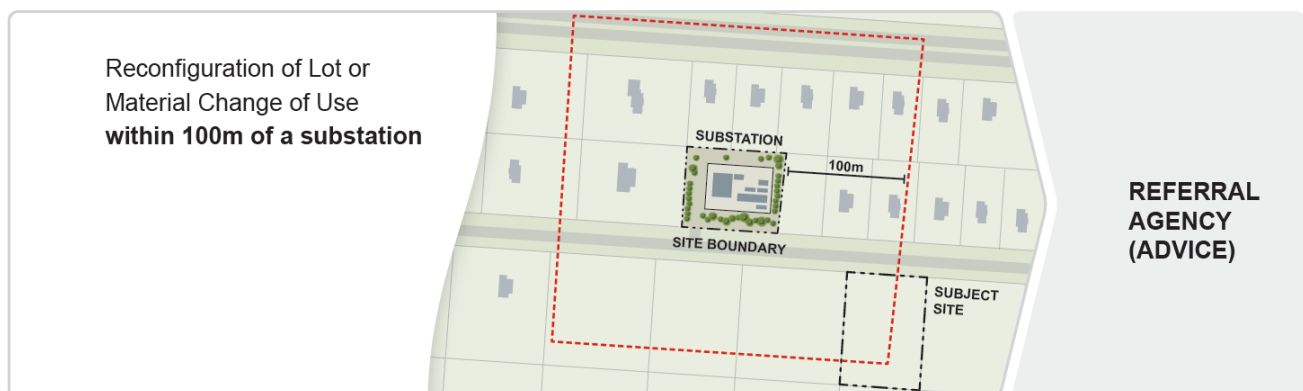 Reconfiguration of Lot or
Material Change of Use
within 100m of a substation
SUBSTATION
100m
SITE BOUNDARY
SUBJECT
SITE
REFERRAL
AGENCY
(ADVICE)